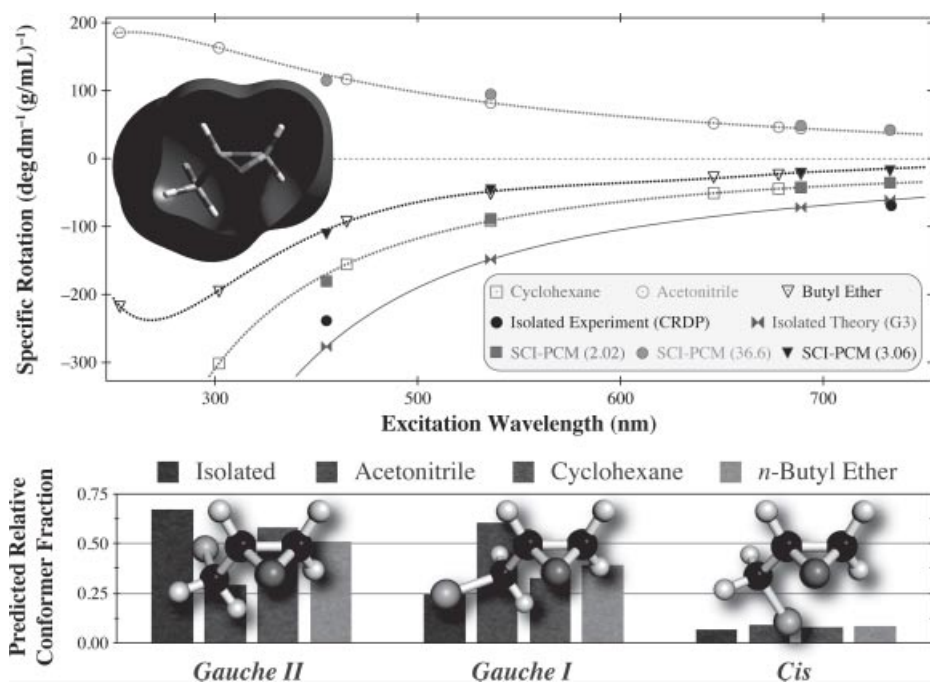 Specific Rotation (deg dm⁻¹ (g/mL)⁻¹)
200
100
0
−100
−200
−300
Cyclohexane Acetonitrile Butyl Ether
Isolated Experiment (CRDP) Isolated Theory (G3)
SCI-PCM (2.02) SCI-PCM (36.6) SCI-PCM (3.06)
300 500 600 700
Excitation Wavelength (nm)
Isolated Acetonitrile Cyclohexane n-Butyl Ether
Predicted Relative
Conformer Fraction
0.75
0.50
0.25
0.00
Gauche II Gauche I Cis